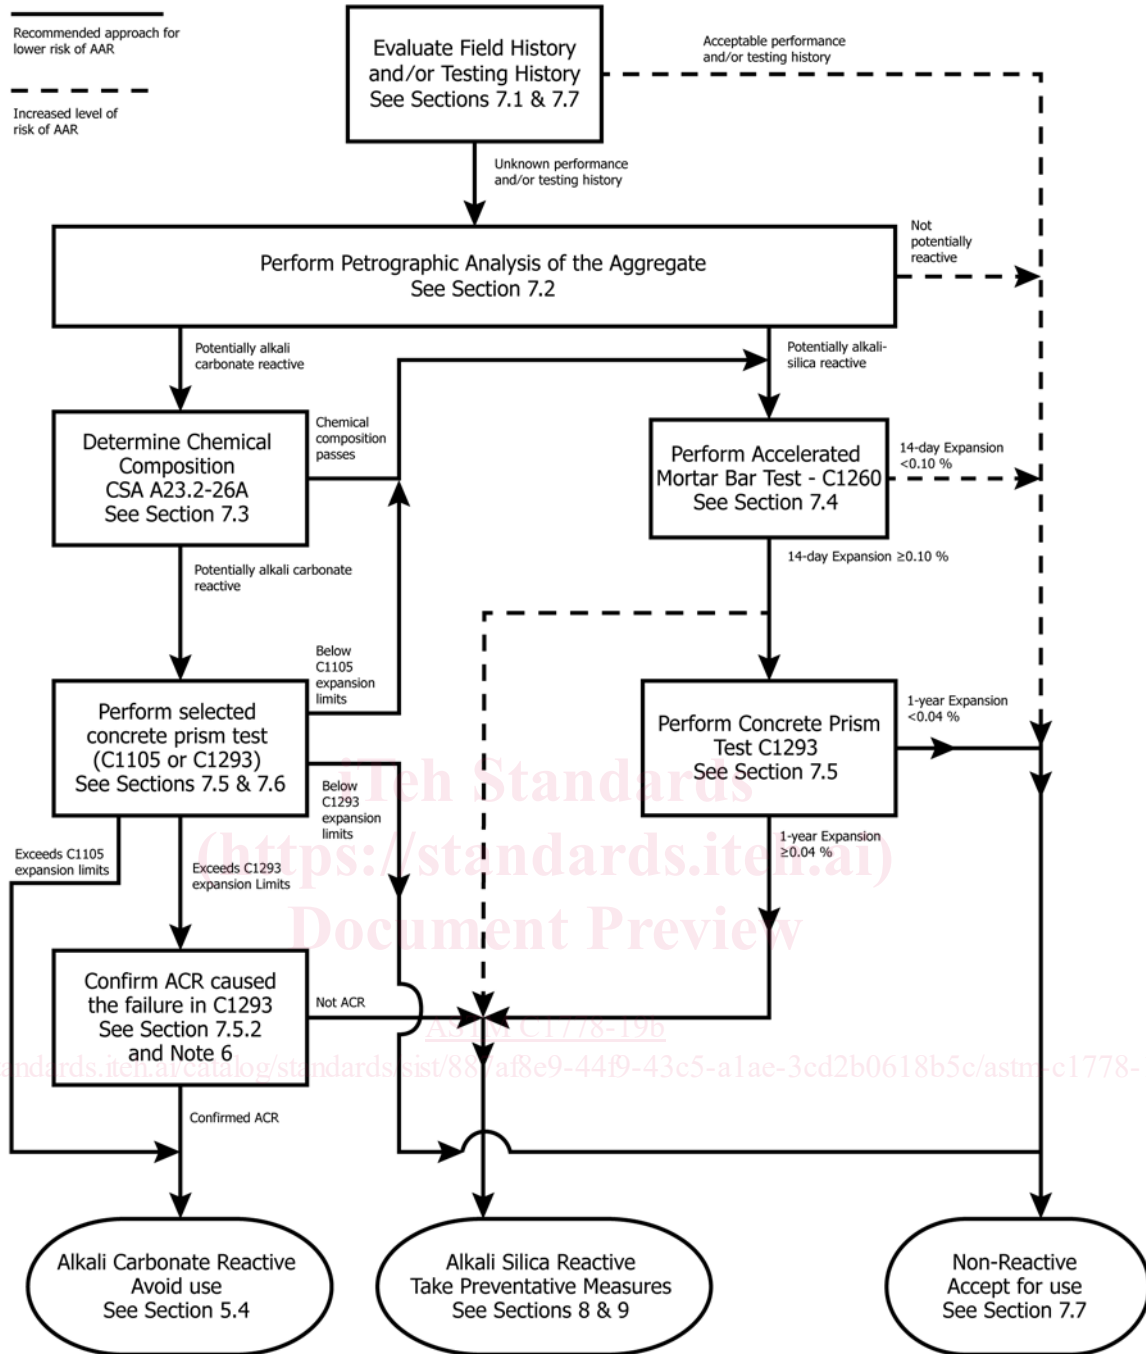 Recommended approach for
lower risk of AAR
Increased level of
risk of AAR
Evaluate Field History
and/or Testing History
See Sections 7.1 & 7.7
Acceptable performance
and/or testing history
Unknown performance
and/or testing history
Perform Petrographic Analysis of the Aggregate
See Section 7.2
Not
potentially
reactive
Potentially alkali
carbonate reactive
Potentially alkali-
silica reactive
Determine Chemical
Composition
CSA A23.2-26A
See Section 7.3
Chemical
composition
passes
Perform Accelerated
Mortar Bar Test - C1260
See Section 7.4
14-day Expansion
<0.10 %
Potentially alkali carbonate
reactive
14-day Expansion ≥0.10 %
Perform selected
concrete prism test
(C1105 or C1293)
See Sections 7.5 & 7.6
Below
C1105
expansion
limits
Below
C1293
expansion
limits
Perform Concrete Prism
Test C1293
See Section 7.5
1-year Expansion
<0.04 %
1-year Expansion
≥0.04 %
Exceeds C1105
expansion limits
Exceeds C1293
expansion Limits
iTeh Standards
(https://standards.iteh.ai)
Document Preview
Confirm ACR caused
the failure in C1293
See Section 7.5.2
and Note 6
Not ACR
ASTM C1778-19b
andards.iteh.ai/catalog/standards/sist/887af8e9-44f9-43c5-a1ae-3cd2b0618b5c/astm-c1778-
Confirmed ACR
Alkali Carbonate Reactive
Avoid use
See Section 5.4
Alkali Silica Reactive
Take Preventative Measures
See Sections 8 & 9
Non-Reactive
Accept for use
See Section 7.7